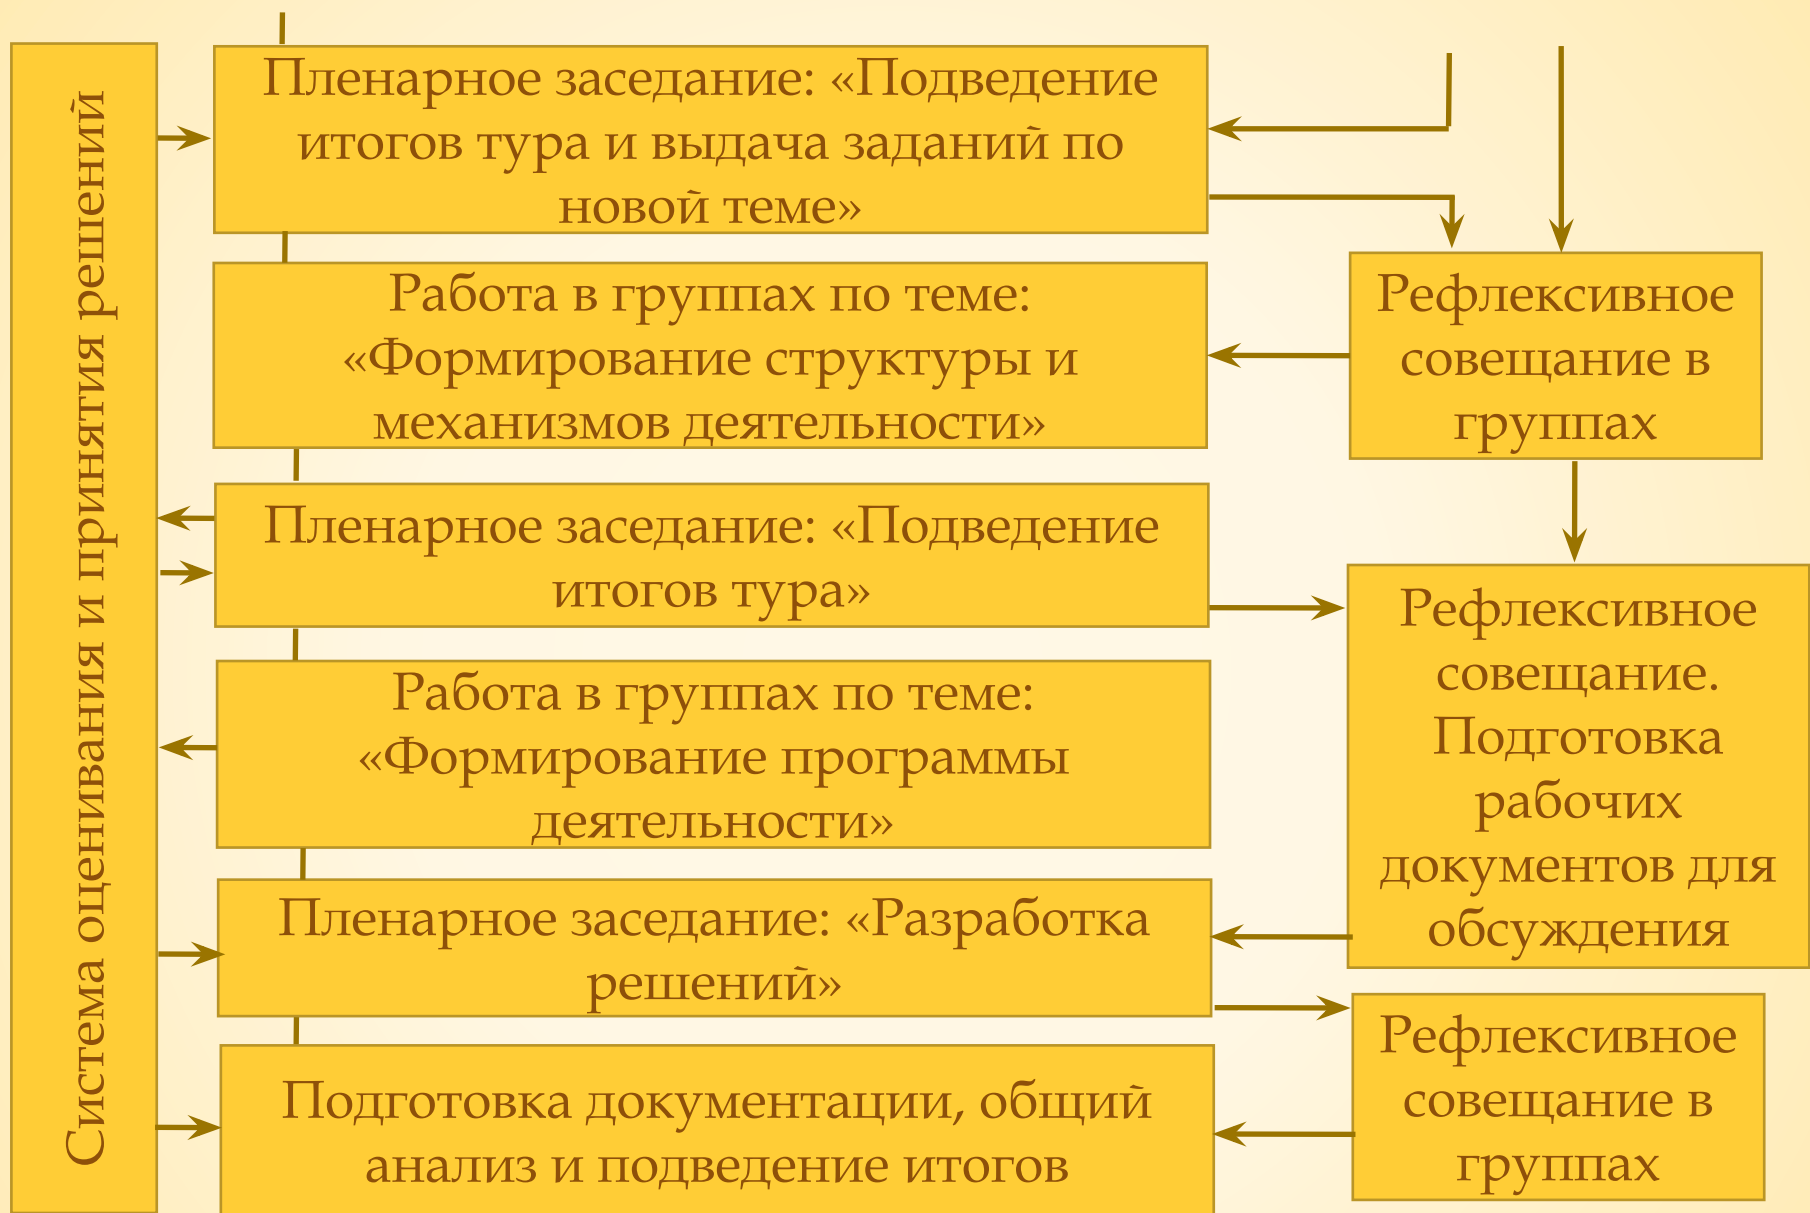 Система оценивания и принятия решений
Пленарное заседание: «Подведение
итогов тура и выдача заданий по
новой теме»
Работа в группах по теме:
«Формирование структуры и
механизмов деятельности»
Пленарное заседание: «Подведение
итогов тура»
Работа в группах по теме:
«Формирование программы
деятельности»
Пленарное заседание: «Разработка
решений»
Подготовка документации, общий
анализ и подведение итогов
Рефлексивное
совещание в
группах
Рефлексивное
совещание.
Подготовка
рабочих
документов для
обсуждения
Рефлексивное
совещание в
группах